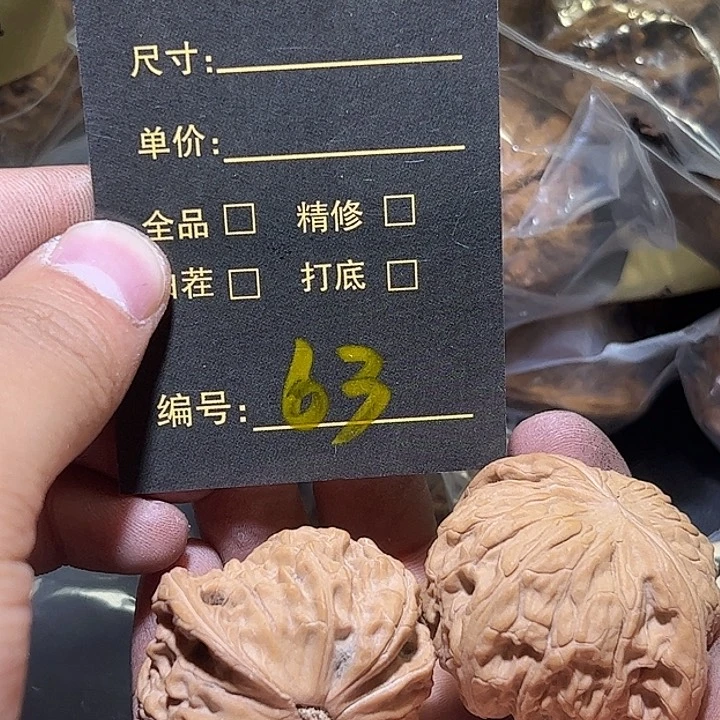 尺寸:
单价:
全品 □ 精修 □
茬 □ 打底 □
编号: 63